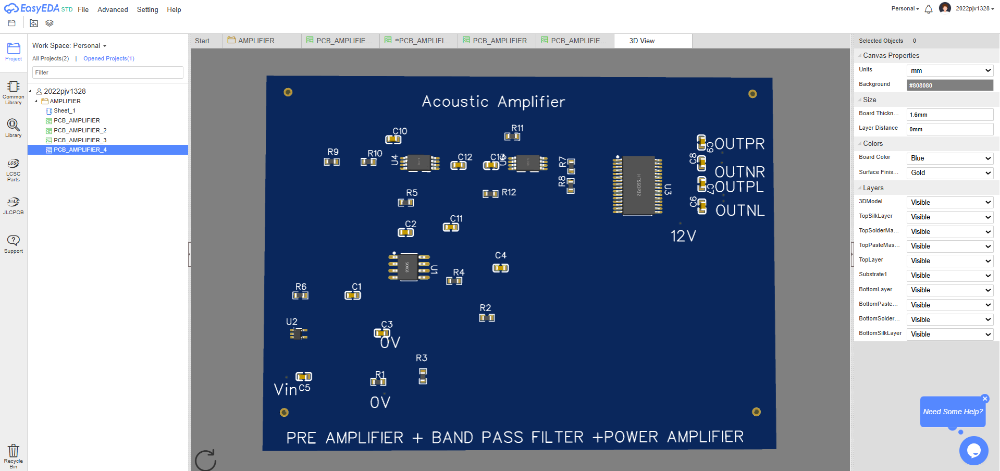 EasyEDA STD File Advanced Setting Help
Personal 2022pjv1328
Start AMPLIFIER PCB_AMPLIFIE... *PCB_AMPLIFI... PCB_AMPLIFIER PCB_AMPLIFIE... 3D View
Project
Common Library
Library
LCSC
LCSC Parts
J@LC
JLCPCB
Support
Recycle Bin
Work Space: Personal
All Projects(2) | Opened Projects(1)
Filter
2022pjv1328
AMPLIFIER
Sheet_1
PCB_AMPLIFIER
PCB_AMPLIFIER_2
PCB_AMPLIFIER_3
PCB_AMPLIFIER_4
Acoustic Amplifier
C10
R11
R9
R10
U4
C12
C13
R7
R8
C9
OUTPR
C8
OUTNR
C7
OUTPL
C6
OUTNL
HTSSOP32
U3
12V
R5
R12
C2
C11
SOIC8
U1
C4
R4
R6
C1
R2
U2
C3
0V
R3
R1
Vin
C5
0V
PRE AMPLIFIER + BAND PASS FILTER +POWER AMPLIFIER
Selected Objects 0
Canvas Properties
Units mm
Background #808080
Size
Board Thickn... 1.6mm
Layer Distance 0mm
Colors
Board Color Blue
Surface Finis... Gold
Layers
3DModel Visible
TopSilkLayer Visible
TopSolderMa... Visible
TopPasteMas... Visible
TopLayer Visible
Substrate1 Visible
BottomLayer Visible
BottomPaste... Visible
BottomSolder... Visible
BottomSilkLayer Visible
Need Some Help?